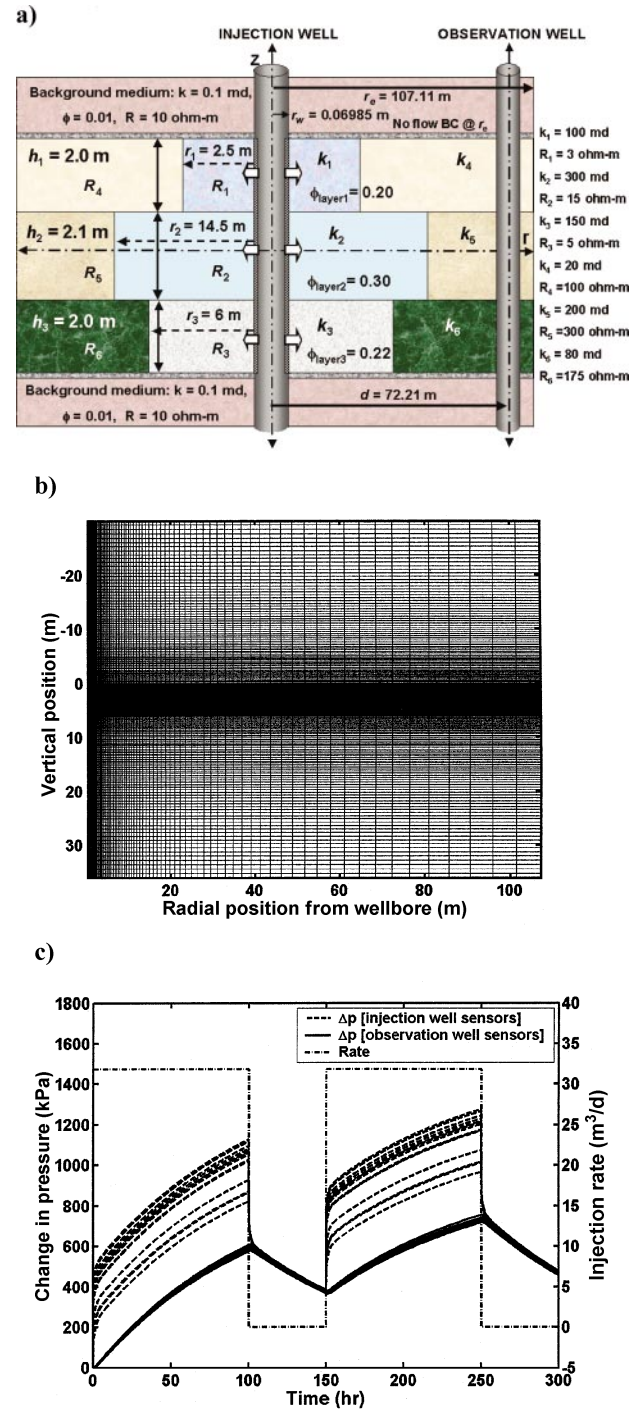 a)
INJECTION WELL
OBSERVATION WELL
Z
Background medium: k = 0.1 md,
ϕ = 0.01, R = 10 ohm-m
r_e = 107.11 m
r_w = 0.06985 m
No flow BC @ r_e
h_1 = 2.0 m
r_1 = 2.5 m
k_1
k_4
R_4
R_1
ϕ_layer1 = 0.20
h_2 = 2.1 m
r_2 = 14.5 m
k_2
k_5
r
R_5
R_2
ϕ_layer2 = 0.30
h_3 = 2.0 m
r_3 = 6 m
k_3
k_6
R_6
R_3
ϕ_layer3 = 0.22
Background medium: k = 0.1 md,
ϕ = 0.01, R = 10 ohm-m
d = 72.21 m
k_1 = 100 md
R_1 = 3 ohm-m
k_2 = 300 md
R_2 = 15 ohm-m
k_3 = 150 md
R_3 = 5 ohm-m
k_4 = 20 md
R_4 =100 ohm-m
k_5 = 200 md
R_5 =300 ohm-m
k_6 = 80 md
R_6 =175 ohm-m
b)
Vertical position (m)
-20
-10
0
10
20
30
20
40
60
80
100
Radial position from wellbore (m)
c)
Change in pressure (kPa)
1800
1600
1400
1200
1000
800
600
400
200
0
Δp [injection well sensors]
Δp [observation well sensors]
Rate
40
35
30
25
20
15
10
5
0
-5
Injection rate (m³/d)
0
50
100
150
200
250
300
Time (hr)